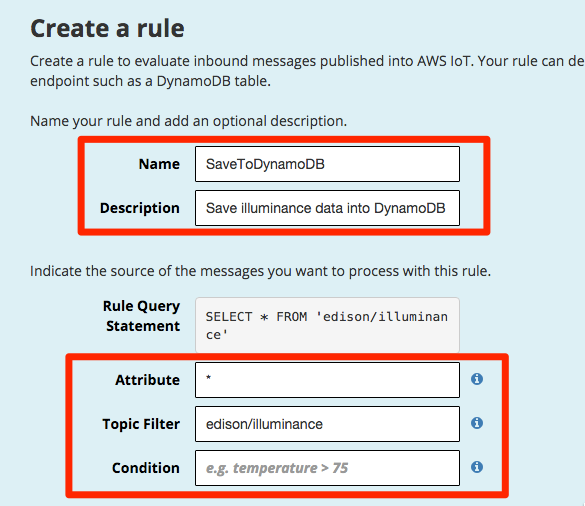 Create a rule
Create a rule to evaluate inbound messages published into AWS IoT. Your rule can de
endpoint such as a DynamoDB table.
Name your rule and add an optional description.
Name SaveToDynamoDB
Description Save illuminance data into DynamoDB
Indicate the source of the messages you want to process with this rule.
Rule Query
Statement
SELECT * FROM 'edison/illuminan
ce'
Attribute *
Topic Filter edison/illuminance
Condition e.g. temperature > 75